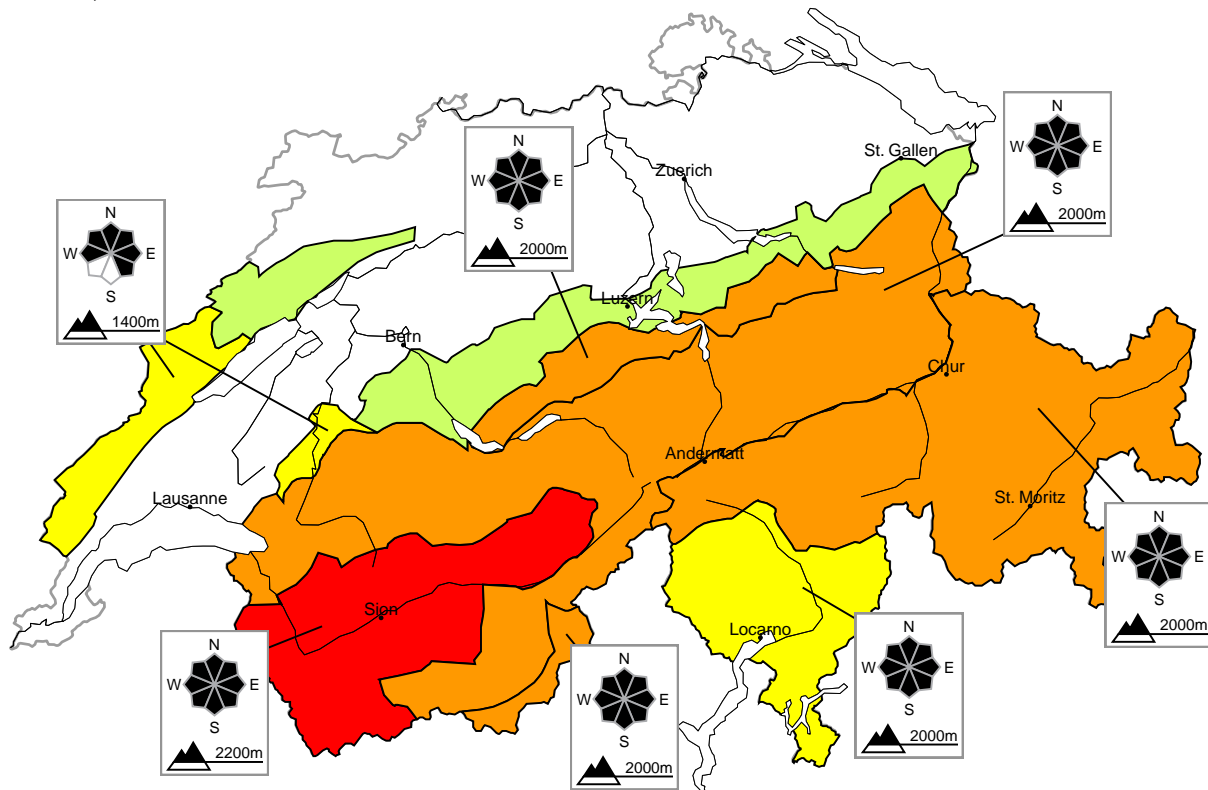 N
W E
S
2000m
St. Gallen
N
W E
S
2000m
Zuerich
N
W E
S
1400m
Luzern
Bern
Chur
Andermatt
Lausanne
St. Moritz
N
W E
S
2000m
Sion
Locarno
N
W E
S
2200m
N
W E
S
2000m
N
W E
S
2000m